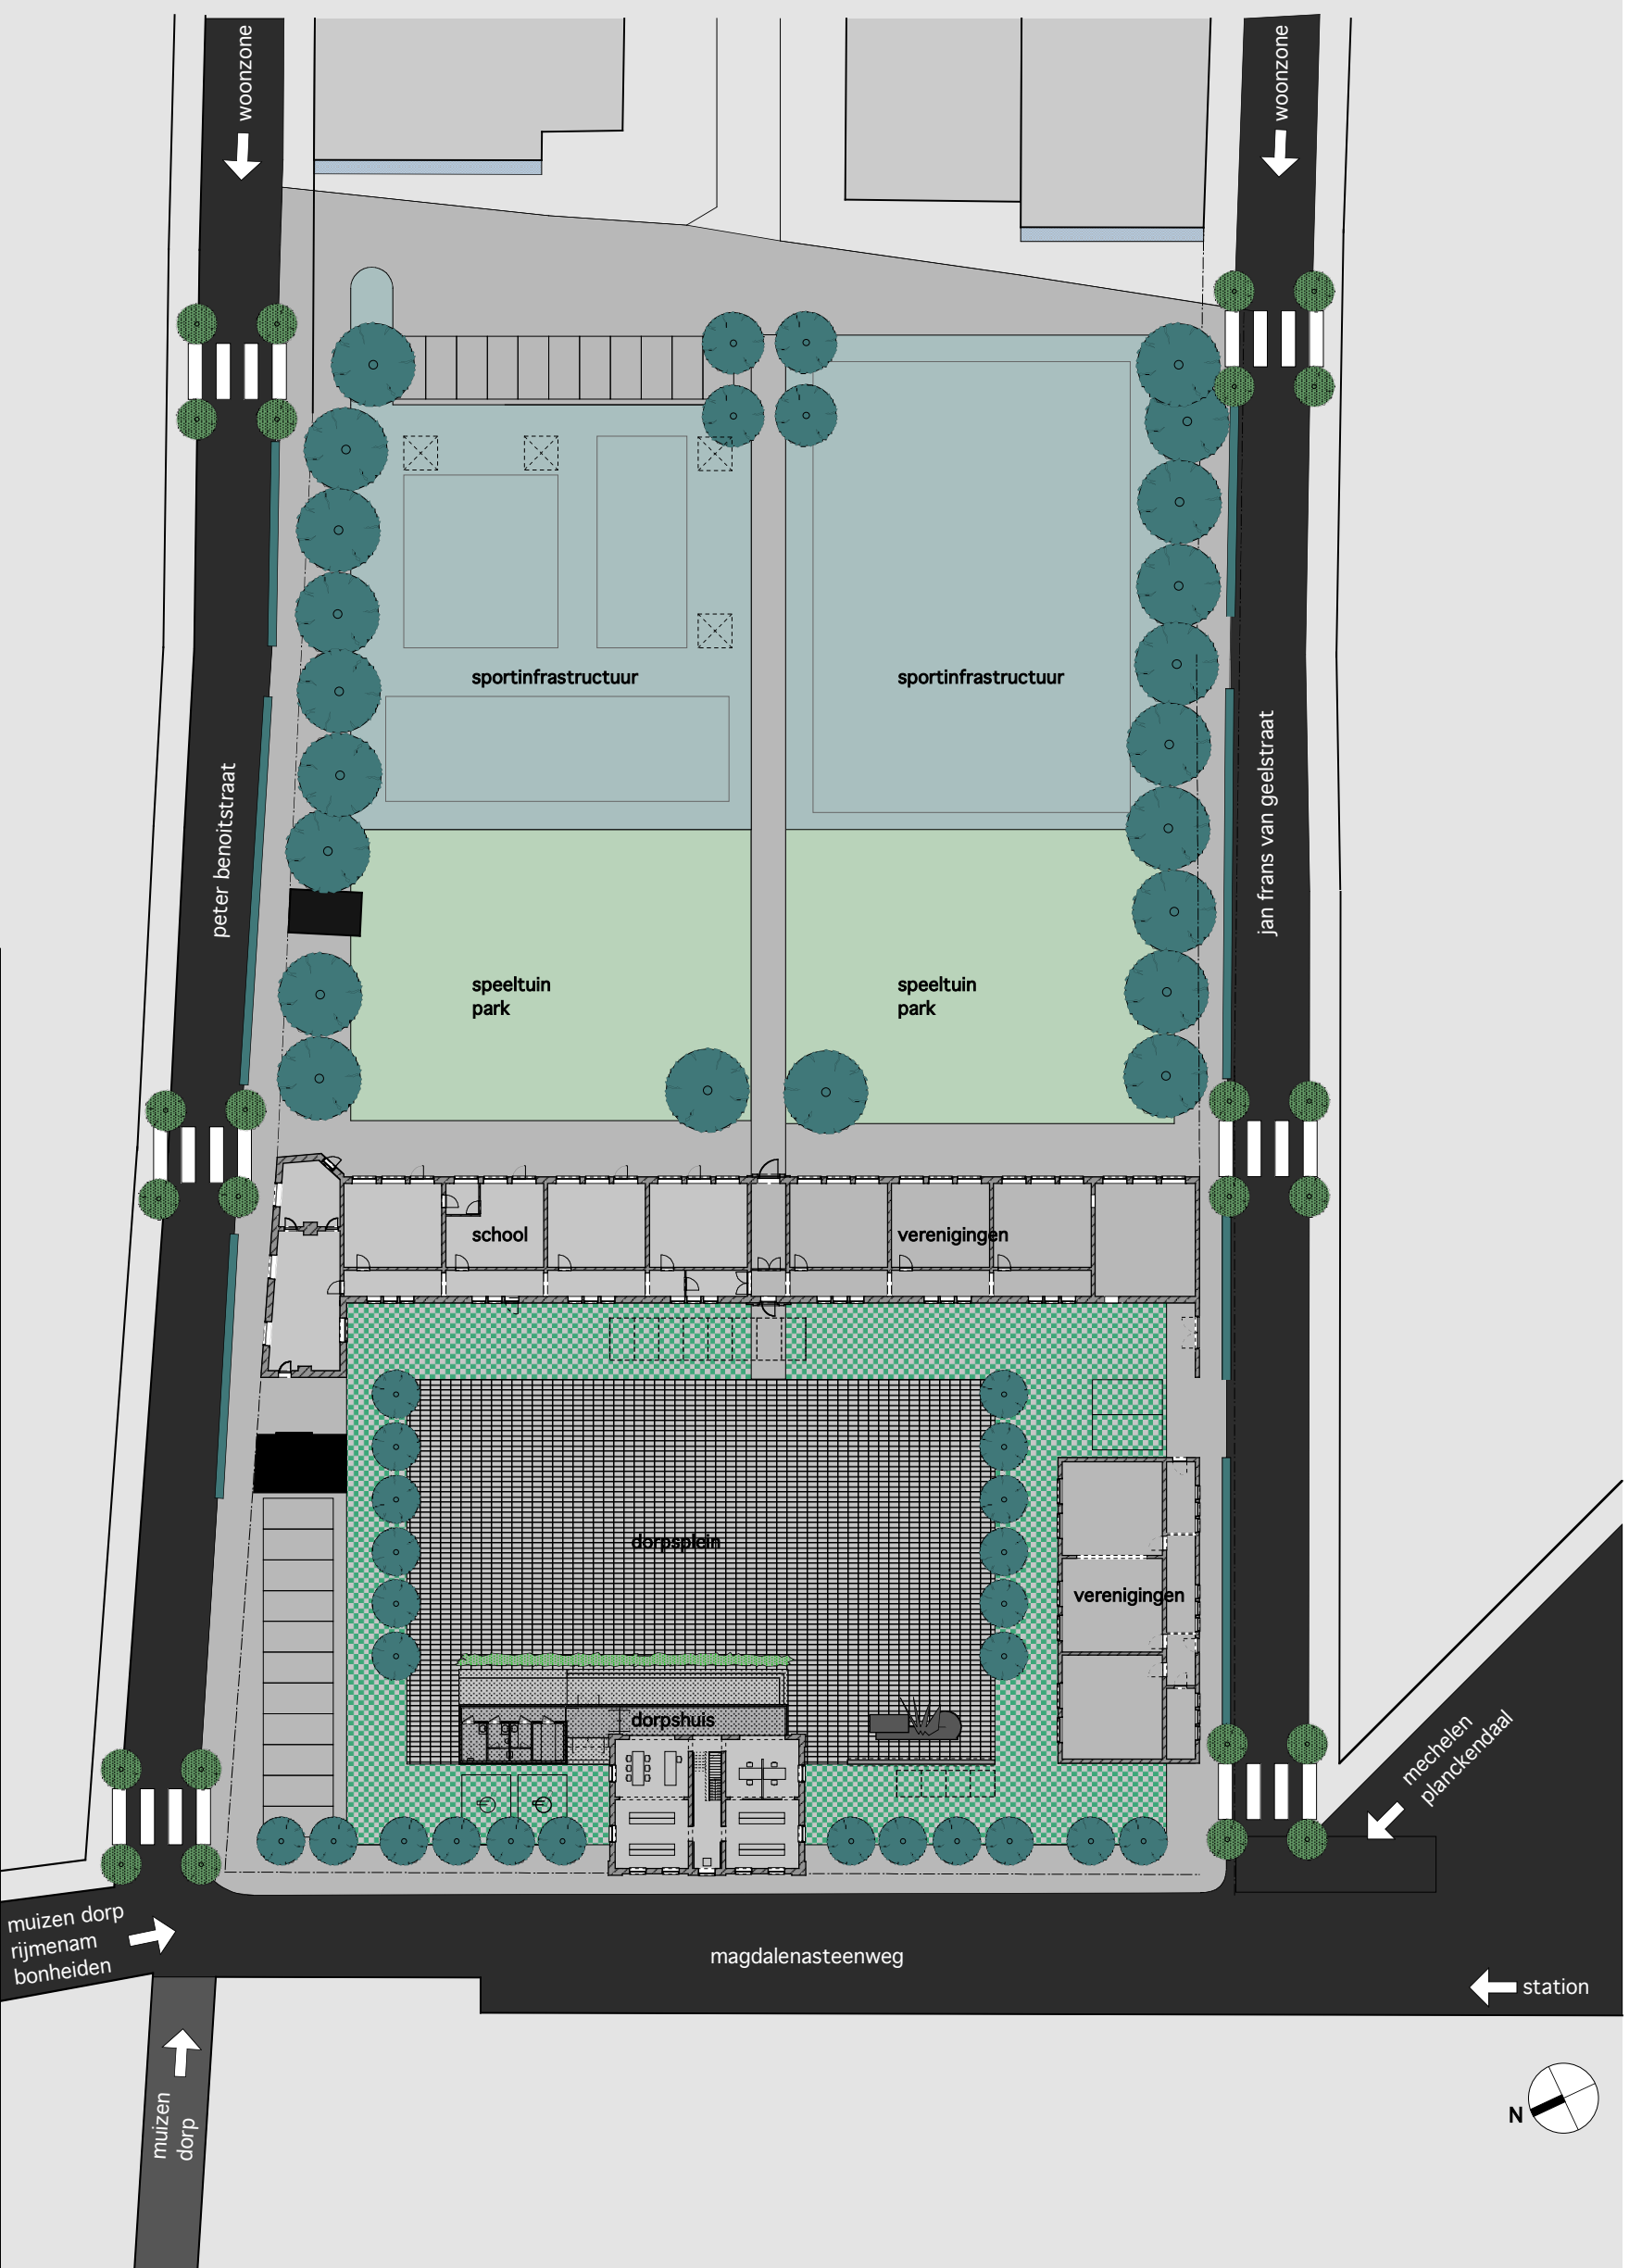 woonzone
woonzone
sportinfrastructuur
sportinfrastructuur
peter benoitstraat
jan frans van geelstraat
speeltuin
park
speeltuin
park
school
verenigingen
dorpsplein
verenigingen
dorpshuis
mechelen
planckendaal
muizen dorp
rijmenam
bonheiden
magdalenasteenweg
station
muizen
dorp
N